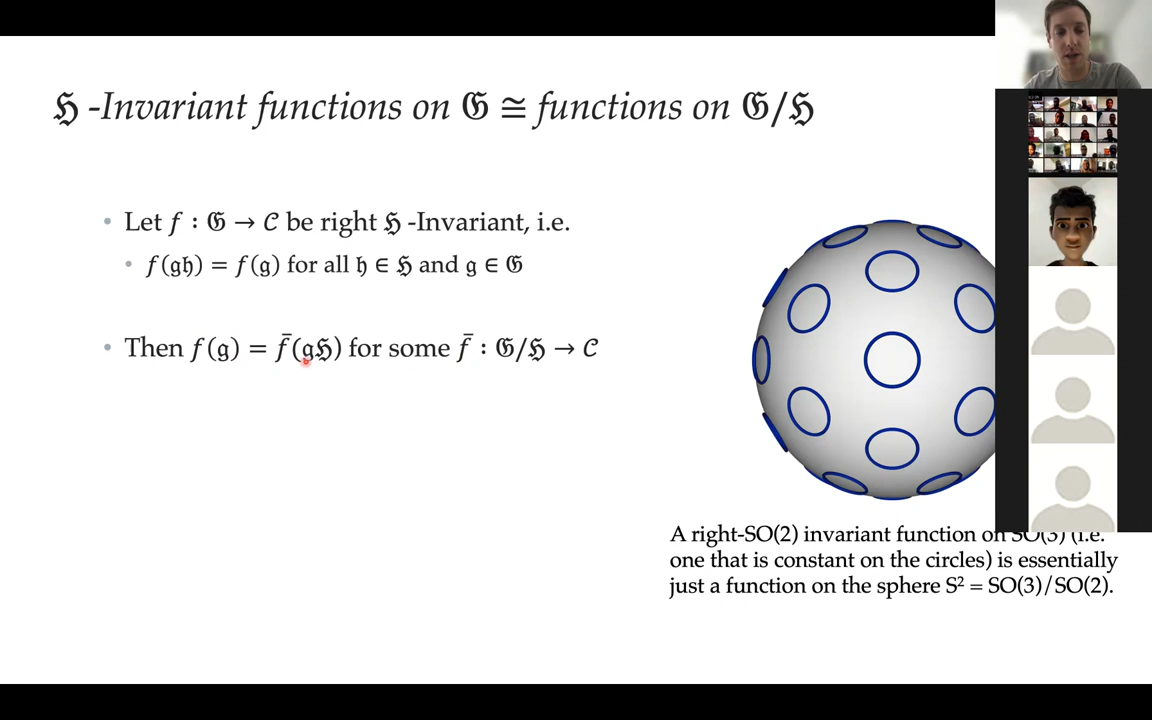 ℌ -Invariant functions on 𝔊 ≅ functions on 𝔊/ℌ
• Let f : 𝔊 → 𝒞 be right ℌ -Invariant, i.e.
• f(𝔤𝔥) = f(𝔤) for all 𝔥 ∈ ℌ and 𝔤 ∈ 𝔊
• Then f(𝔤) = f̄(𝔤ℌ) for some f̄ : 𝔊/ℌ → 𝒞
A right-SO(2) invariant function on SO(3) (i.e.
one that is constant on the circles) is essentially
just a function on the sphere S² = SO(3)/SO(2).